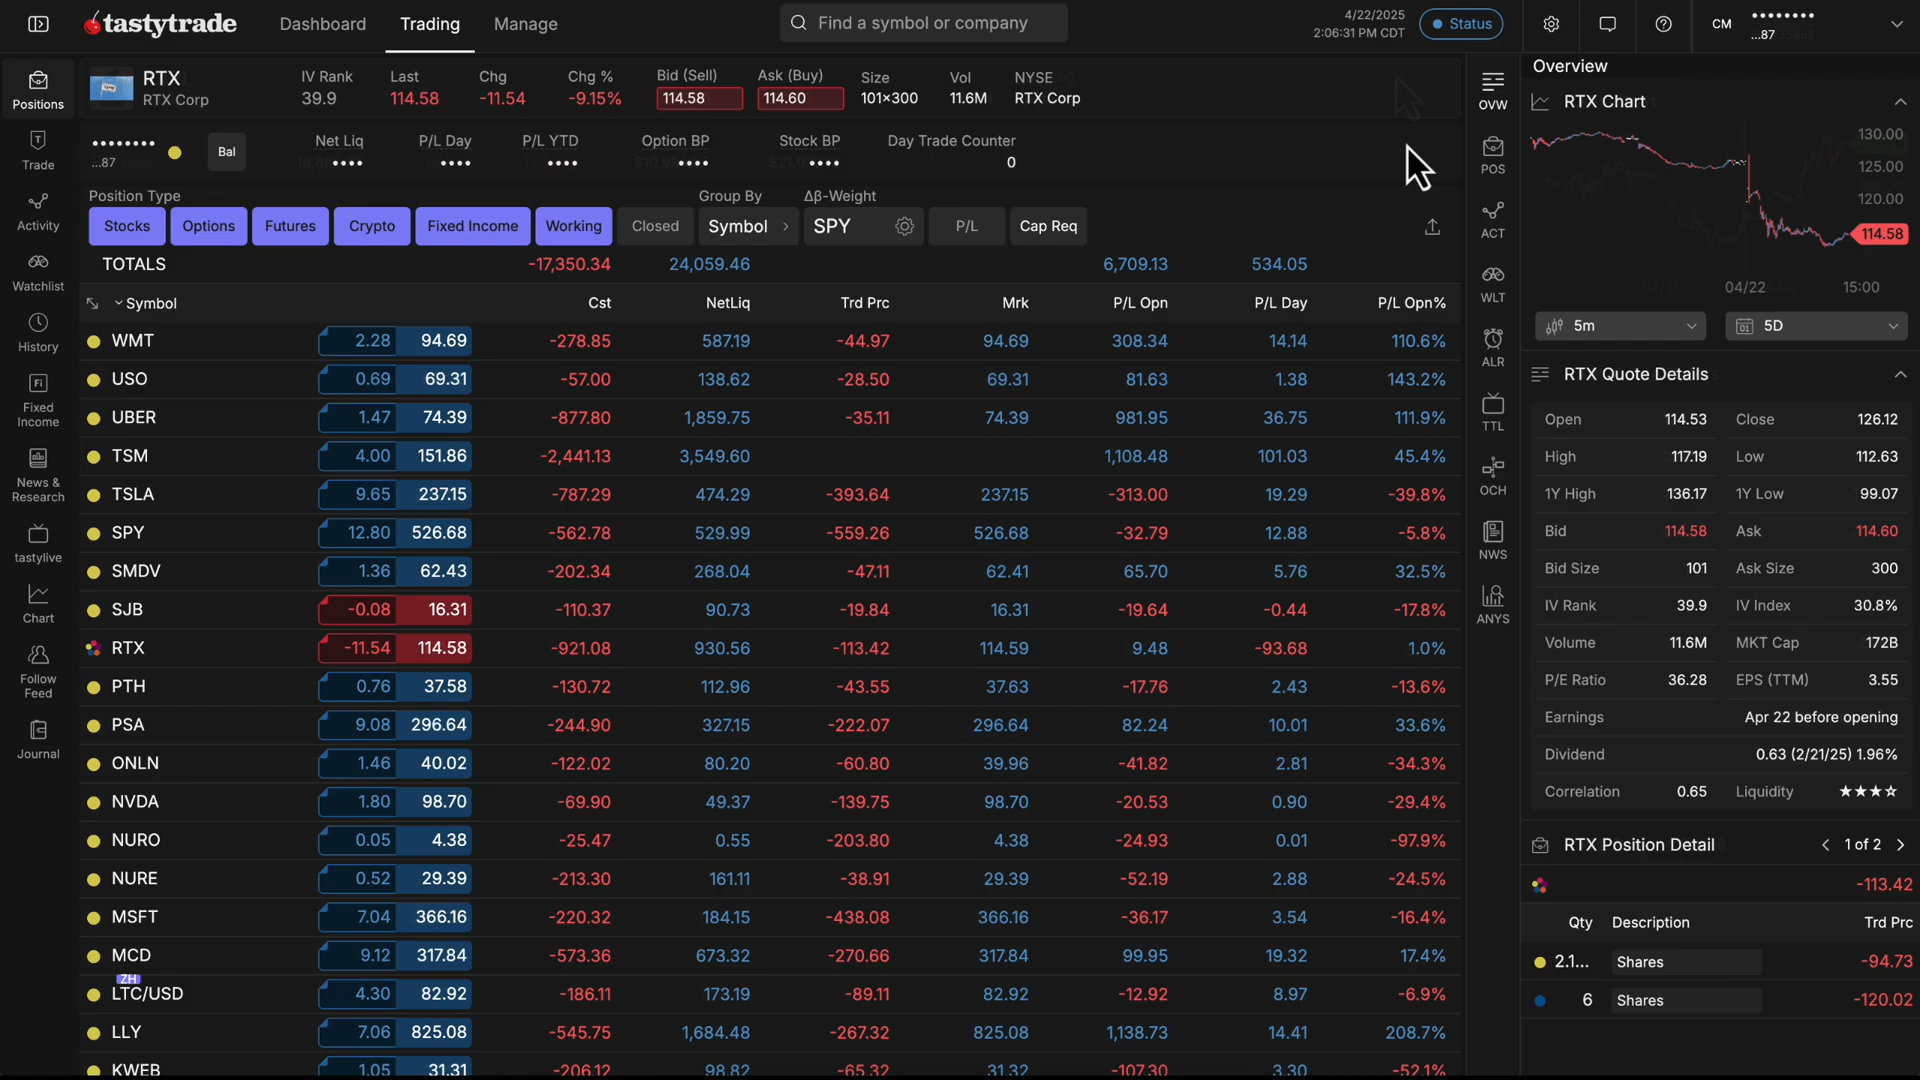 tastytrade
Dashboard
Trading
Manage
Find a symbol or company
4/22/2025
2:06:31 PM CDT
Status
CM
••••••••
...87
Positions
Trade
Activity
Watchlist
History
Fixed
Income
News &
Research
tastylive
Chart
Follow
Feed
Journal
RTX
RTX Corp
IV Rank
39.9
Last
114.58
Chg
-11.54
Chg %
-9.15%
Bid (Sell)
114.58
Ask (Buy)
114.60
Size
101×300
Vol
11.6M
NYSE
RTX Corp
••••••••
...87
Bal
Net Liq
••••
P/L Day
••••
P/L YTD
••••
Option BP
••••
Stock BP
••••
Day Trade Counter
0
Position Type
Group By
Δβ-Weight
Stocks Options Futures Crypto Fixed Income Working Closed Symbol SPY P/L Cap Req
TOTALS -17,350.34 24,059.46 6,709.13 534.05
Symbol Cst NetLiq Trd Prc Mrk P/L Opn P/L Day P/L Opn%
WMT 2.28 94.69 -278.85 587.19 -44.97 94.69 308.34 14.14 110.6%
USO 0.69 69.31 -57.00 138.62 -28.50 69.31 81.63 1.38 143.2%
UBER 1.47 74.39 -877.80 1,859.75 -35.11 74.39 981.95 36.75 111.9%
TSM 4.00 151.86 -2,441.13 3,549.60 1,108.48 101.03 45.4%
TSLA 9.65 237.15 -787.29 474.29 -393.64 237.15 -313.00 19.29 -39.8%
SPY 12.80 526.68 -562.78 529.99 -559.26 526.68 -32.79 12.88 -5.8%
SMDV 1.36 62.43 -202.34 268.04 -47.11 62.41 65.70 5.76 32.5%
SJB -0.08 16.31 -110.37 90.73 -19.84 16.31 -19.64 -0.44 -17.8%
RTX -11.54 114.58 -921.08 930.56 -113.42 114.59 9.48 -93.68 1.0%
PTH 0.76 37.58 -130.72 112.96 -43.55 37.63 -17.76 2.43 -13.6%
PSA 9.08 296.64 -244.90 327.15 -222.07 296.64 82.24 10.01 33.6%
ONLN 1.46 40.02 -122.02 80.20 -60.80 39.96 -41.82 2.81 -34.3%
NVDA 1.80 98.70 -69.90 49.37 -139.75 98.70 -20.53 0.90 -29.4%
NURO 0.05 4.38 -25.47 0.55 -203.80 4.38 -24.93 0.01 -97.9%
NURE 0.52 29.39 -213.30 161.11 -38.91 29.39 -52.19 2.88 -24.5%
MSFT 7.04 366.16 -220.32 184.15 -438.08 366.16 -36.17 3.54 -16.4%
MCD 9.12 317.84 -573.36 673.32 -270.66 317.84 99.95 19.32 17.4%
ZH
LTC/USD 4.30 82.92 -186.11 173.19 -89.11 82.92 -12.92 8.97 -6.9%
LLY 7.06 825.08 -545.75 1,684.48 -267.32 825.08 1,138.73 14.41 208.7%
KWEB 1.05 31.31 -206.12 98.82 -65.32 31.32 -107.30 3.30 -52.1%
OVW
POS
ACT
WLT
ALR
TTL
OCH
NWS
ANYS
Overview
RTX Chart
130.00
125.00
120.00
114.58
04/22
15:00
5m
5D
RTX Quote Details
Open 114.53 Close 126.12
High 117.19 Low 112.63
1Y High 136.17 1Y Low 99.07
Bid 114.58 Ask 114.60
Bid Size 101 Ask Size 300
IV Rank 39.9 IV Index 30.8%
Volume 11.6M MKT Cap 172B
P/E Ratio 36.28 EPS (TTM) 3.55
Earnings Apr 22 before opening
Dividend 0.63 (2/21/25) 1.96%
Correlation 0.65 Liquidity ★★★☆
RTX Position Detail 1 of 2
-113.42
Qty Description Trd Prc
2.1... Shares -94.73
6 Shares -120.02